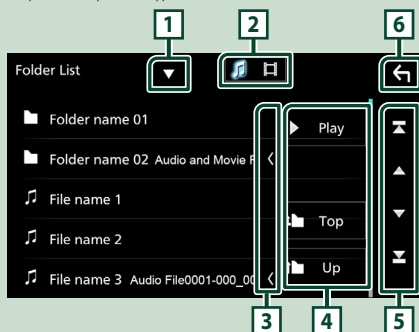 1 2 6
Folder List
Folder name 01
Play
Folder name 02 Audio and Movie F
File name 1
File name 2
Top
File name 3 Audio File0001-000_00
Up
3 4 5